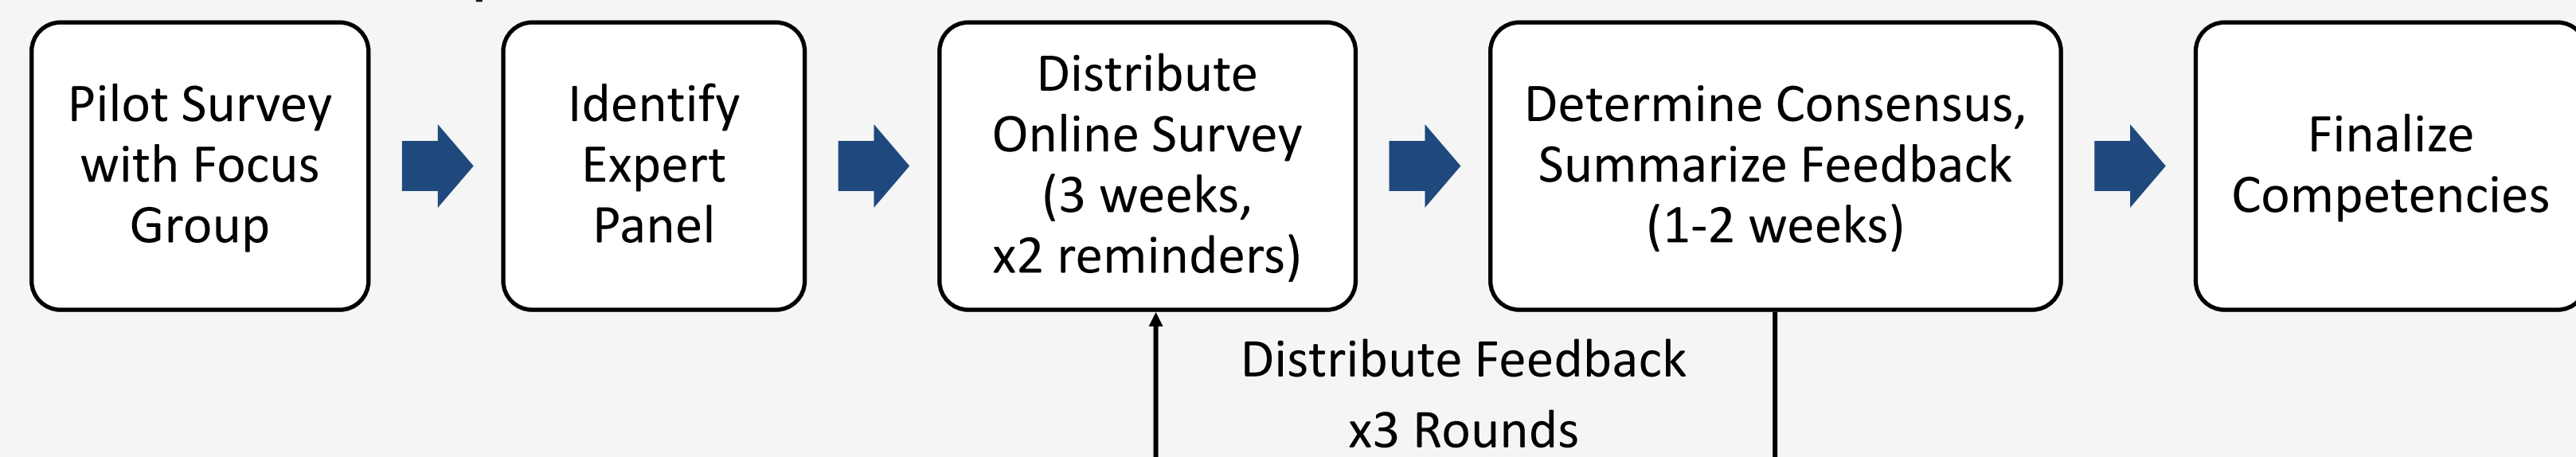 Pilot Survey
with Focus
Group
Identify
Expert
Panel
Distribute
Online Survey
(3 weeks,
x2 reminders)
Determine Consensus,
Summarize Feedback
(1-2 weeks)
Finalize
Competencies
Distribute Feedback
x3 Rounds